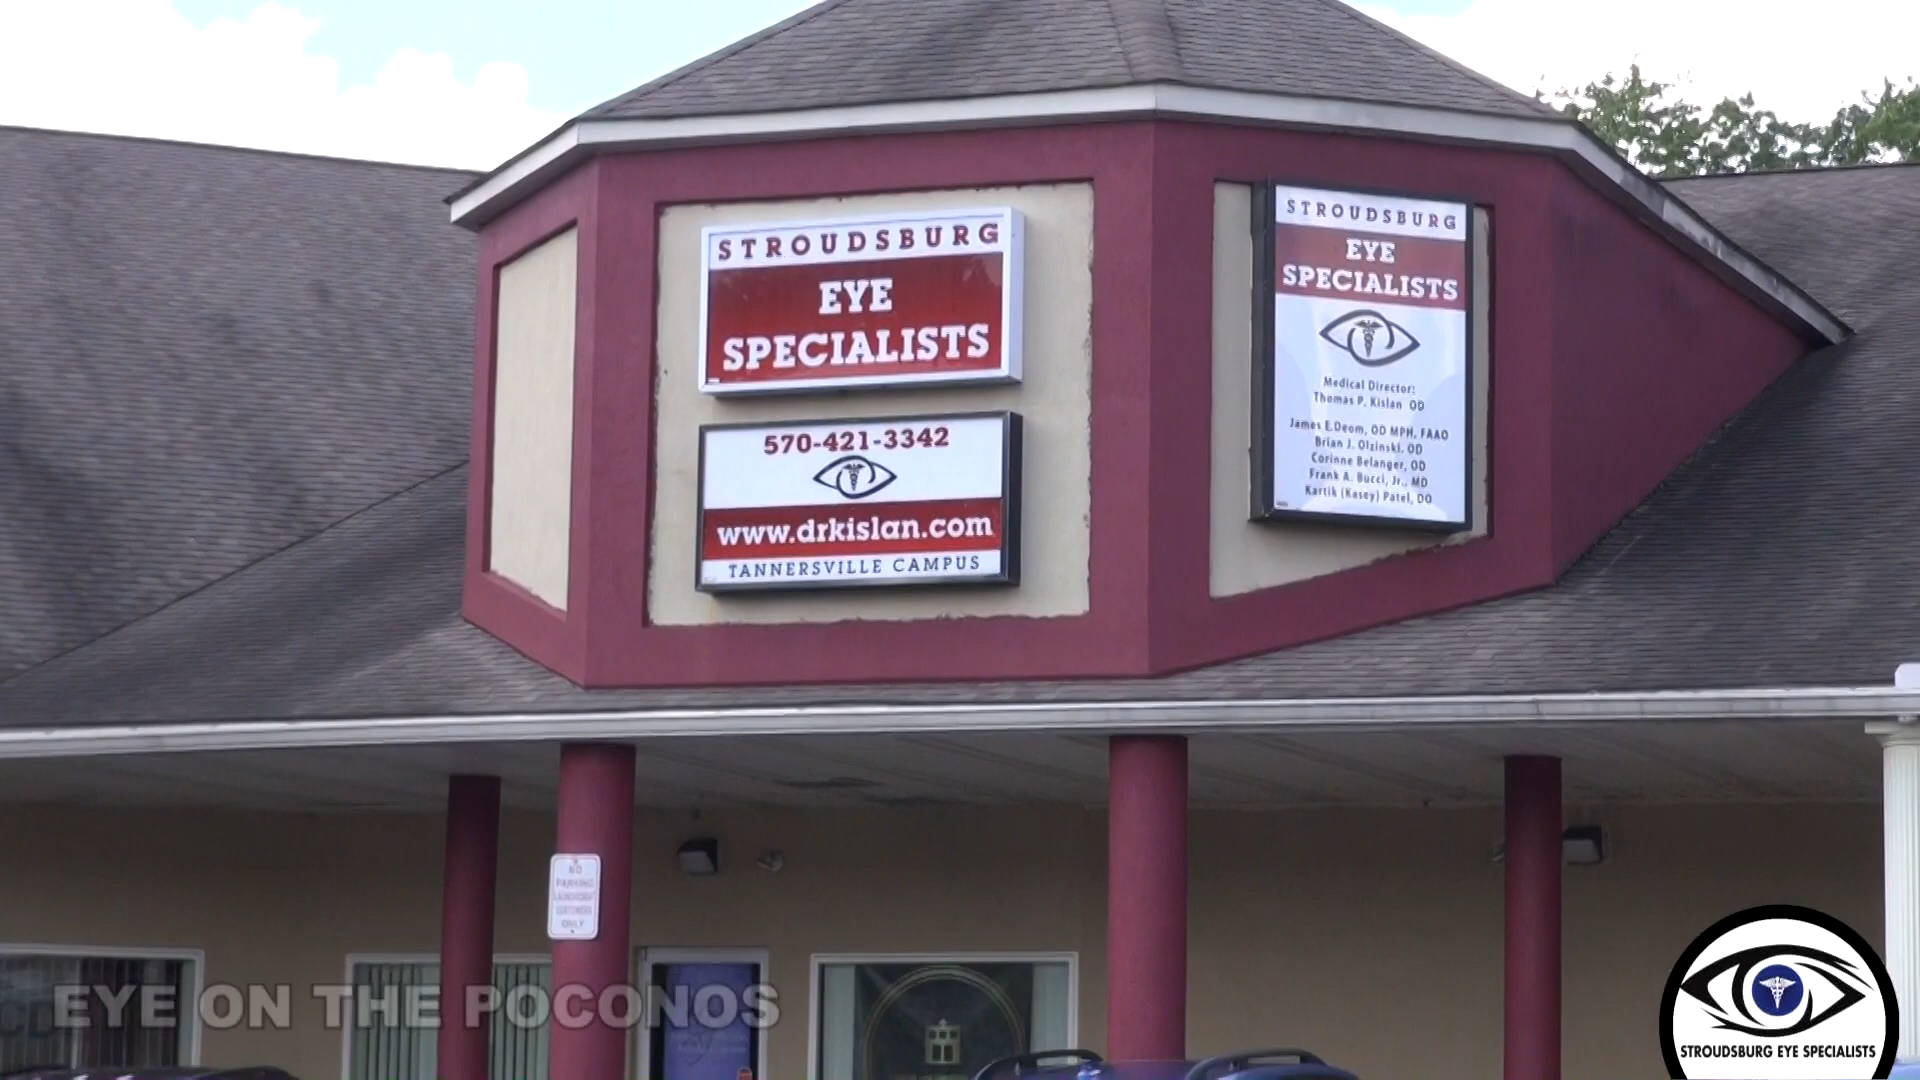 STROUDSBURG
EYE
SPECIALISTS
570-421-3342
www.drkislan.com
TANNERSVILLE CAMPUS
STROUDSBURG
EYE
SPECIALISTS
Medical Director:
Thomas P. Kislan OD
James E.Deom, OD MPH, FAAO
Brian J. Olzinski, OD
Corinne Belanger, OD
Frank A. Bucci, Jr., MD
Kartik (Kasey) Patel, DO
NO
PARKING
CUSTOMERS
ONLY
EYE ON THE POCONOS
STROUDSBURG EYE SPECIALISTS